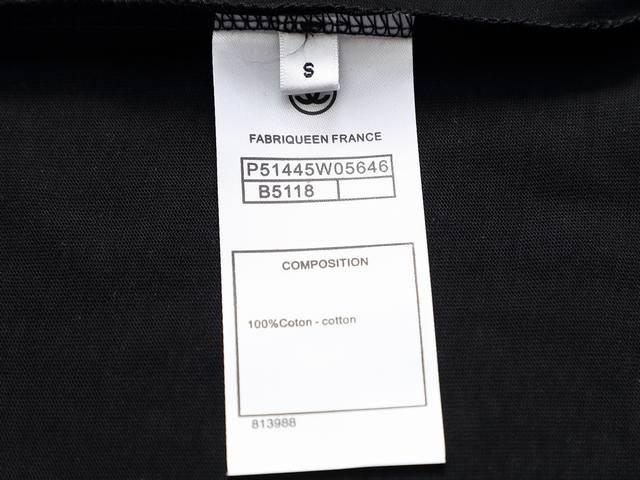 S
FABRIQUEEN FRANCE
P51445W05646
B5118
COMPOSITION
100%Coton - cotton
813988